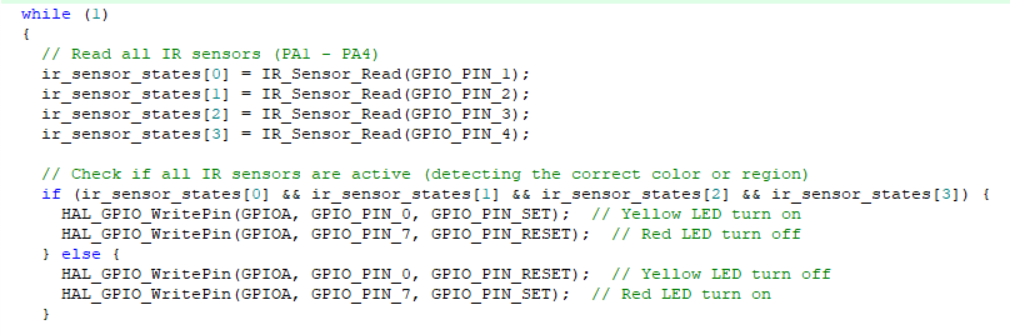 while (1)
{
// Read all IR sensors (PA1 - PA4)
ir_sensor_states[0] = IR_Sensor_Read(GPIO_PIN_1);
ir_sensor_states[1] = IR_Sensor_Read(GPIO_PIN_2);
ir_sensor_states[2] = IR_Sensor_Read(GPIO_PIN_3);
ir_sensor_states[3] = IR_Sensor_Read(GPIO_PIN_4);
// Check if all IR sensors are active (detecting the correct color or region)
if (ir_sensor_states[0] && ir_sensor_states[1] && ir_sensor_states[2] && ir_sensor_states[3]) {
HAL_GPIO_WritePin(GPIOA, GPIO_PIN_0, GPIO_PIN_SET);  // Yellow LED turn on
HAL_GPIO_WritePin(GPIOA, GPIO_PIN_7, GPIO_PIN_RESET);  // Red LED turn off
} else {
HAL_GPIO_WritePin(GPIOA, GPIO_PIN_0, GPIO_PIN_RESET);  // Yellow LED turn off
HAL_GPIO_WritePin(GPIOA, GPIO_PIN_7, GPIO_PIN_SET);  // Red LED turn on
}